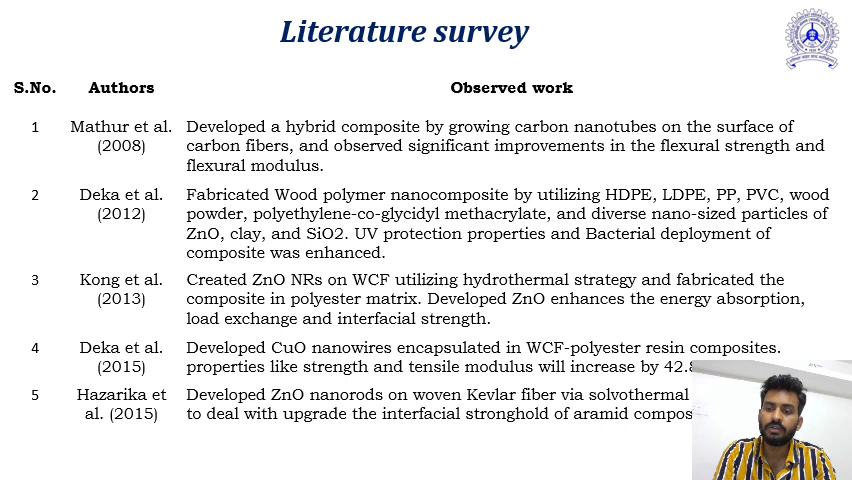 Literature survey
S.No. Authors Observed work
1 Mathur et al. Developed a hybrid composite by growing carbon nanotubes on the surface of
(2008) carbon fibers, and observed significant improvements in the flexural strength and
flexural modulus.
2 Deka et al. Fabricated Wood polymer nanocomposite by utilizing HDPE, LDPE, PP, PVC, wood
(2012) powder, polyethylene-co-glycidyl methacrylate, and diverse nano-sized particles of
ZnO, clay, and SiO2. UV protection properties and Bacterial deployment of
composite was enhanced.
3 Kong et al. Created ZnO NRs on WCF utilizing hydrothermal strategy and fabricated the
(2013) composite in polyester matrix. Developed ZnO enhances the energy absorption,
load exchange and interfacial strength.
4 Deka et al. Developed CuO nanowires encapsulated in WCF-polyester resin composites.
(2015) properties like strength and tensile modulus will increase by 42.8
5 Hazarika et Developed ZnO nanorods on woven Kevlar fiber via solvothermal
al. (2015) to deal with upgrade the interfacial stronghold of aramid compos